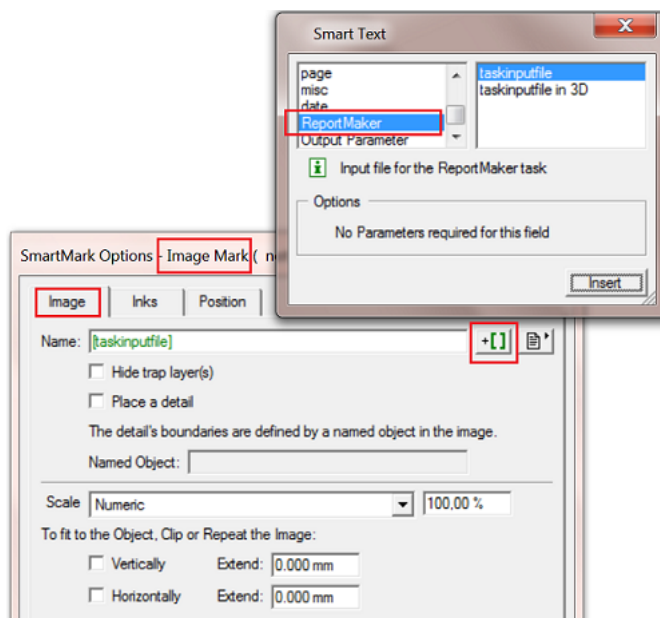 Smart Text
X
page
misc
date
ReportMaker
Output Parameter
taskinputfile
taskinputfile in 3D
i Input file for the ReportMaker task
Options
No Parameters required for this field
Insert
SmartMark Options - Image Mark (
Image Inks Position
Name: [taskinputfile] +[]
Hide trap layer(s)
Place a detail
The detail's boundaries are defined by a named object in the image.
Named Object:
Scale Numeric 100,00 %
To fit to the Object, Clip or Repeat the Image:
Vertically Extend: 0.000 mm
Horizontally Extend: 0.000 mm